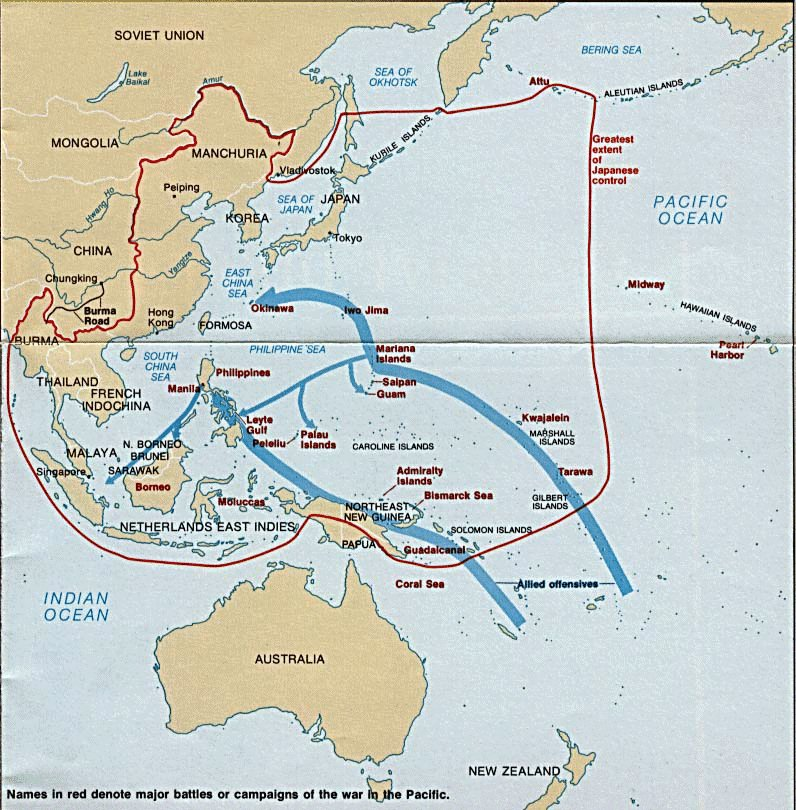 SOVIET UNION
BERING SEA
SEA OF
OKHOTSK
Lake
Baikal
Amur
Attu
ALEUTIAN ISLANDS
MONGOLIA
MANCHURIA
KURILE ISLANDS
Greatest
extent
of
Japanese
control
Vladivostok
Peiping
SEA OF
JAPAN
JAPAN
PACIFIC
OCEAN
Hwang Ho
KOREA
Tokyo
CHINA
Yangtze
EAST
CHINA
SEA
Chungking
Midway
Burma
Road
Hong
Kong
Okinawa
Iwo Jima
HAWAIIAN ISLANDS
FORMOSA
BURMA
Pearl
Harbor
SOUTH
CHINA
SEA
PHILIPPINE SEA
Mariana
Islands
THAILAND
Philippines
Manila
Saipan
Guam
FRENCH
INDOCHINA
Leyte
Gulf
Kwajalein
MARSHALL
ISLANDS
Peleliu
Palau
Islands
CAROLINE ISLANDS
MALAYA
N. BORNEO
BRUNEI
Singapore
SARAWAK
Borneo
Admiralty
Islands
Tarawa
Bismarck Sea
Moluccas
GILBERT
ISLANDS
NORTHEAST
NEW GUINEA
NETHERLANDS EAST INDIES
SOLOMON ISLANDS
PAPUA
Guadalcanal
Coral Sea
Allied offensives
INDIAN
OCEAN
AUSTRALIA
NEW ZEALAND
Names in red denote major battles or campaigns of the war in the Pacific.